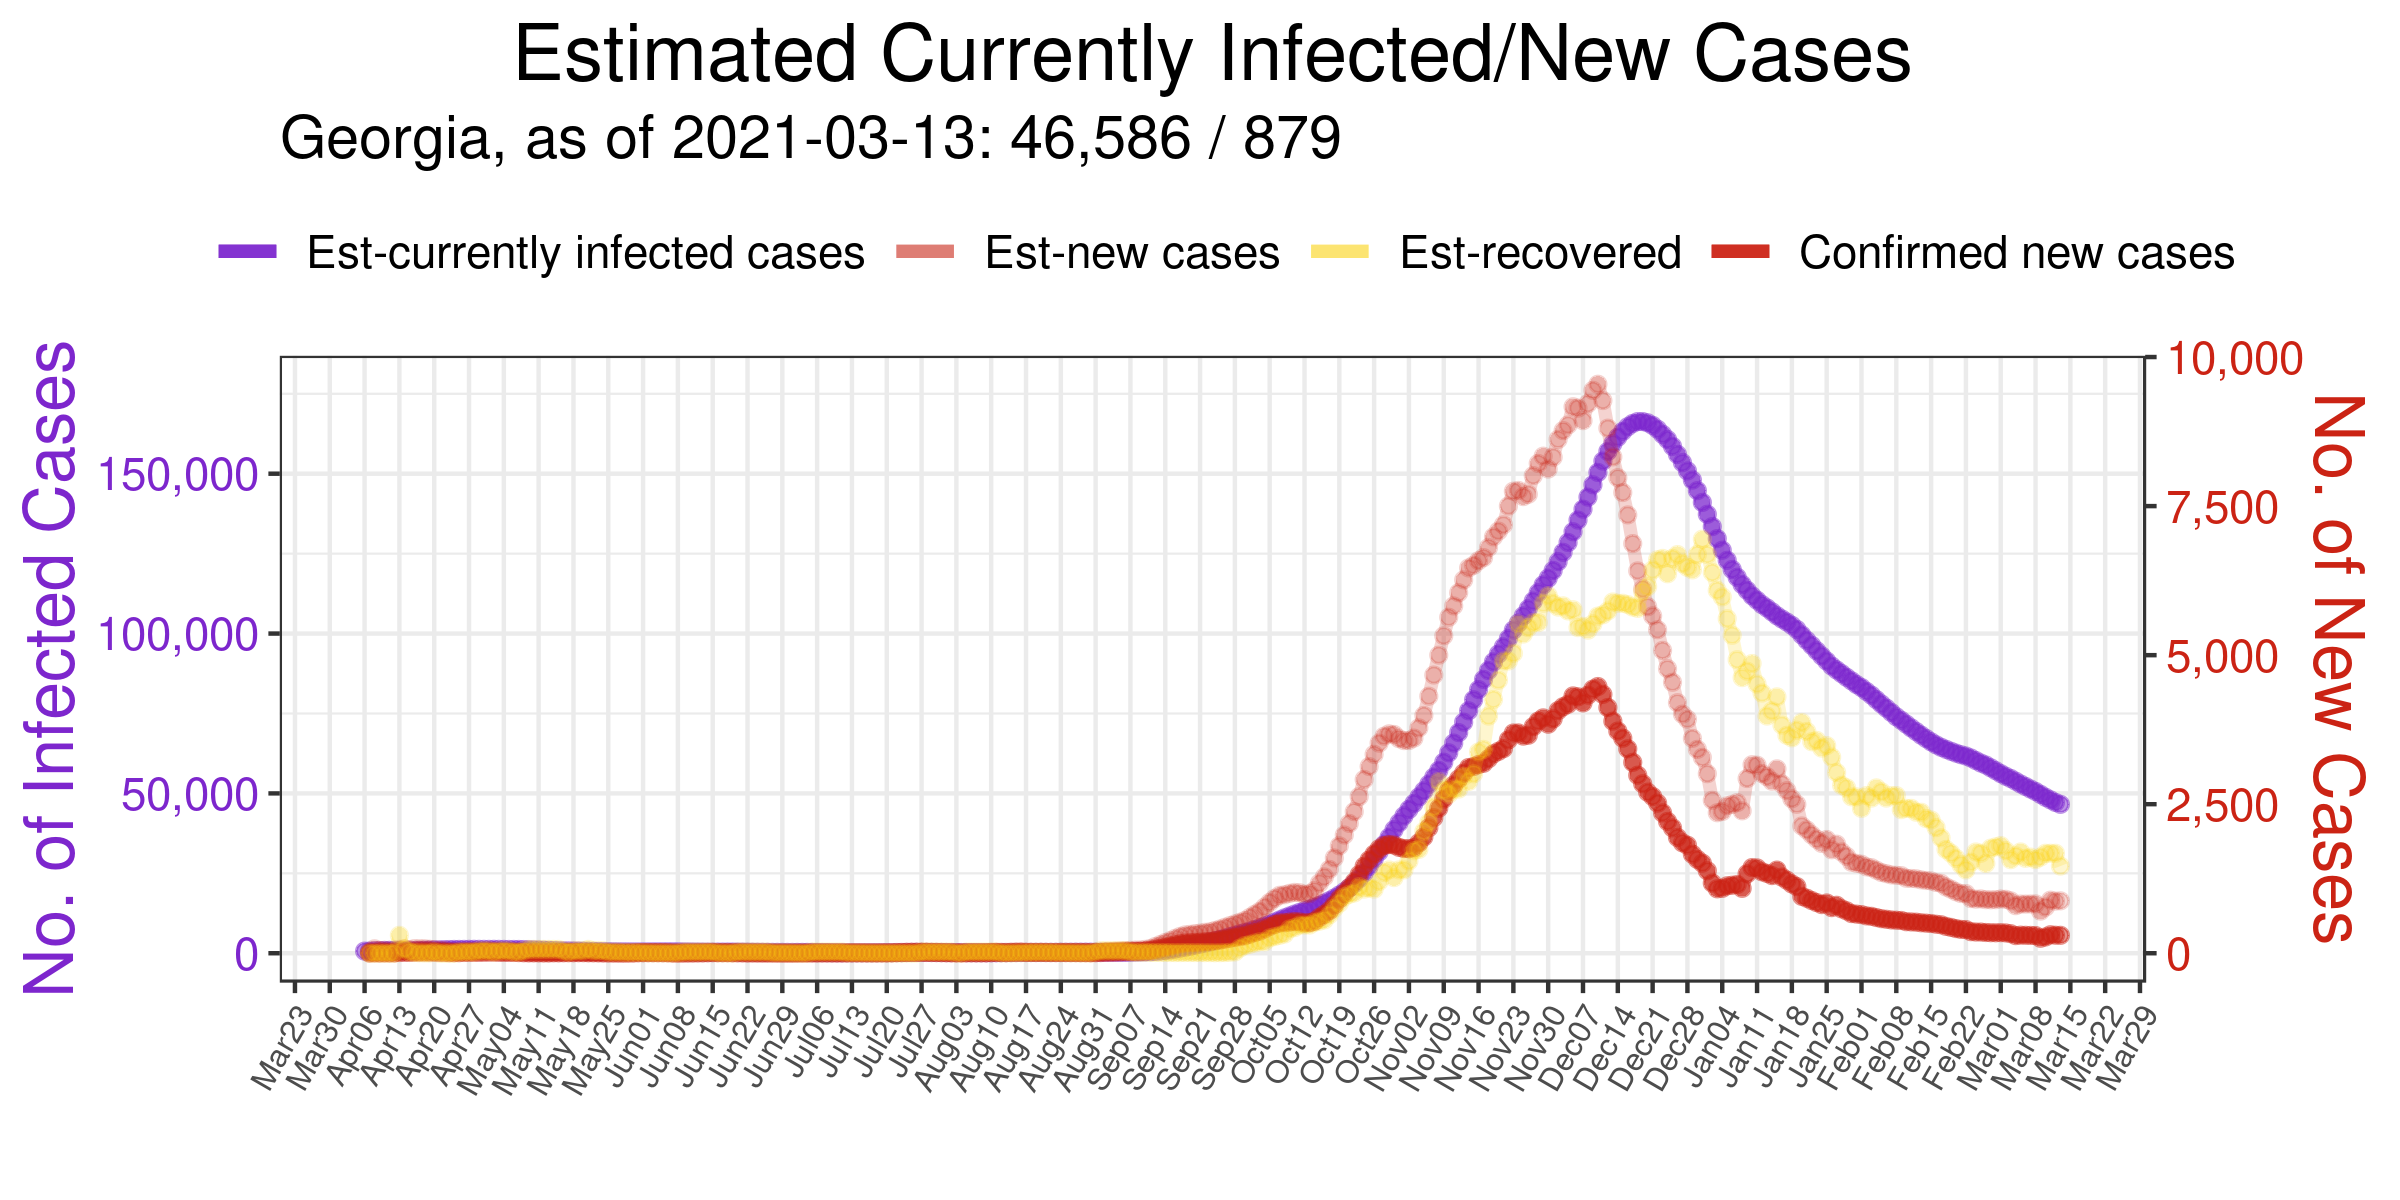 Estimated Currently Infected/New Cases
Georgia, as of 2021-03-13: 46,586 / 879
Est-currently infected cases Est-new cases Est-recovered Confirmed new cases
No. of Infected Cases
150,000
100,000
50,000
0
10,000
7,500
5,000
2,500
0
No. of New Cases
Mar23 Mar30 Apr06 Apr13 Apr20 Apr27 May04 May11 May18 May25 Jun01 Jun08 Jun15 Jun22 Jun29 Jul06 Jul13 Jul20 Jul27 Aug03 Aug10 Aug17 Aug24 Aug31 Sep07 Sep14 Sep21 Sep28 Oct05 Oct12 Oct19 Oct26 Nov02 Nov09 Nov16 Nov23 Nov30 Dec07 Dec14 Dec21 Dec28 Jan04 Jan11 Jan18 Jan25 Feb01 Feb08 Feb15 Feb22 Mar01 Mar08 Mar15 Mar22 Mar29